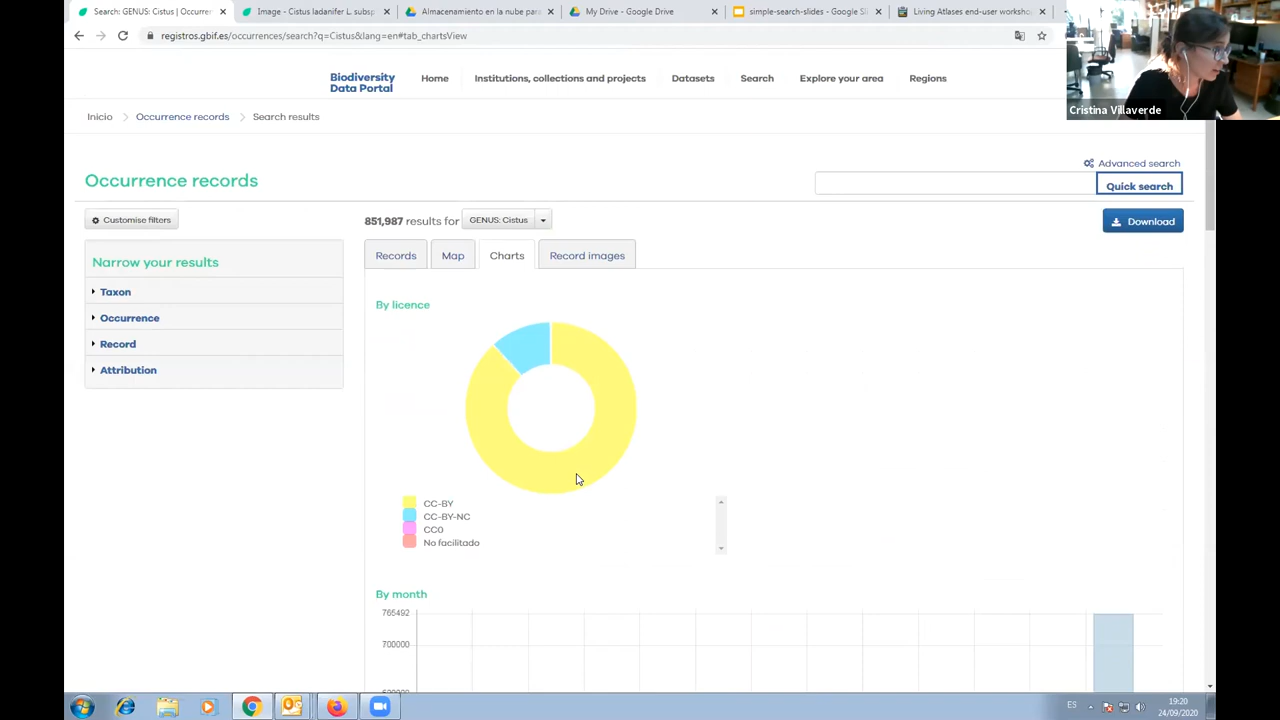 Search: GENUS: Cistus | Occurren
Image - Cistus ladanifer L. subsp
Almacenamiento en la nube para
My Drive - Google Drive
simple-search-slides - Google Sl
Living Atlases end-user worksho
registros.gbif.es/occurrences/search?q=Cistus&lang=en#tab_chartsView
Cristina Villaverde
Biodiversity
Data Portal
Home
Institutions, collections and projects
Datasets
Search
Explore your area
Regions
Inicio
Occurrence records
Search results
Advanced search
Occurrence records
Quick search
Customise filters
851,987 results for
GENUS: Cistus
Download
Narrow your results
Taxon
Occurrence
Record
Attribution
Records
Map
Charts
Record images
By licence
CC-BY
CC-BY-NC
CC0
No facilitado
By month
765492
700000
ES
19:20
24/09/2020